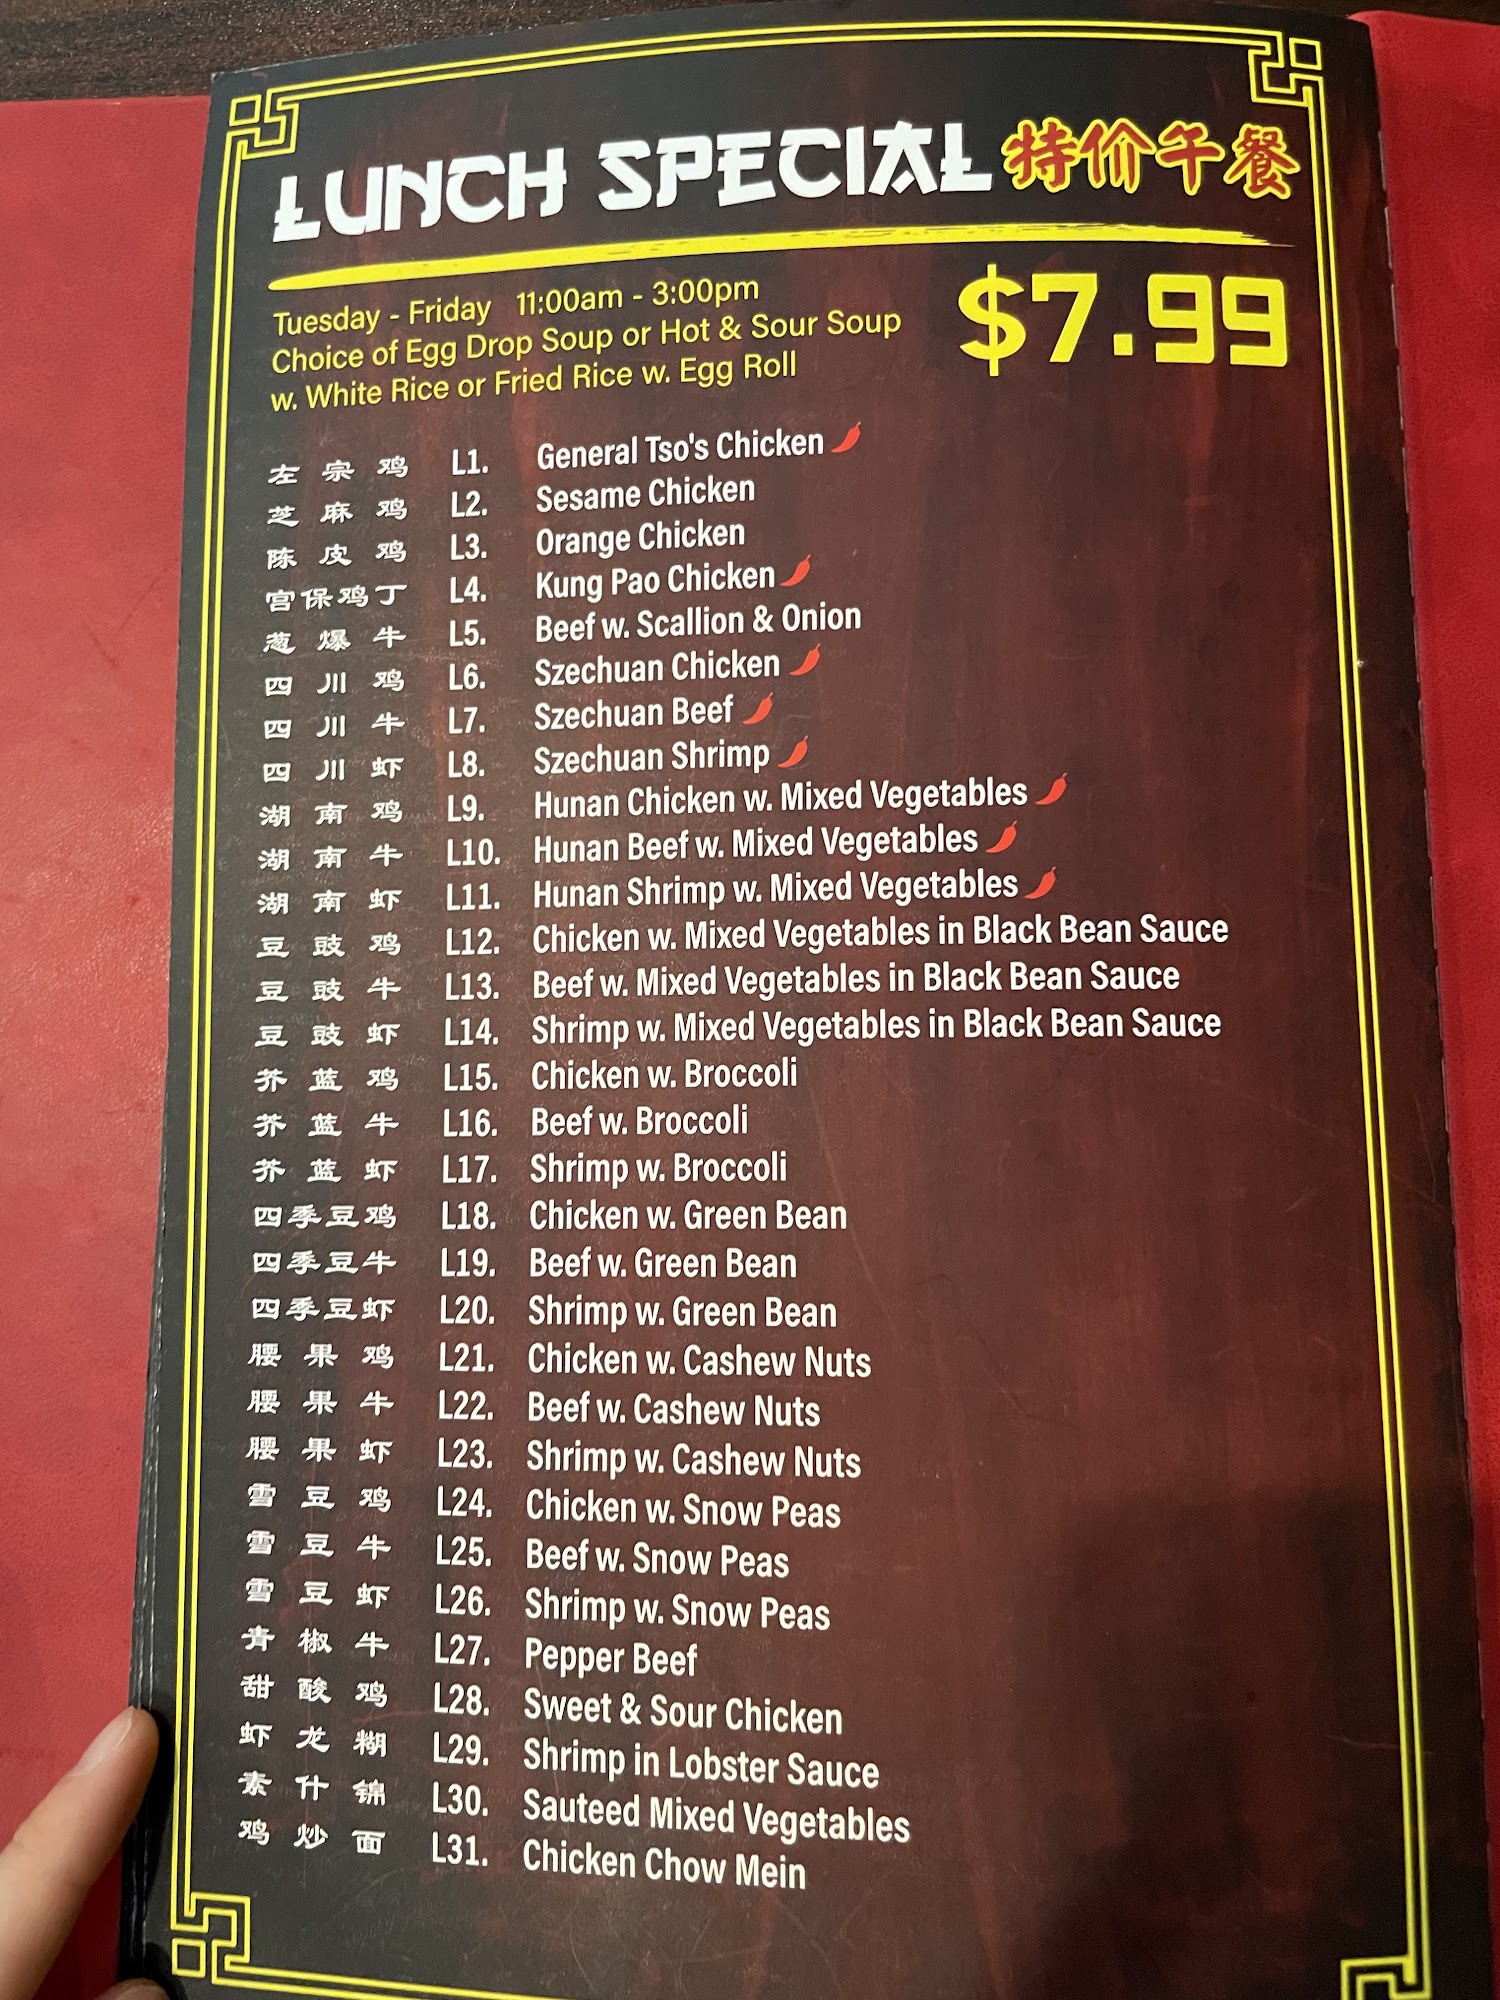 LUNCH SPECIAL 特价午餐
$7.99
Tuesday - Friday 11:00am - 3:00pm
Choice of Egg Drop Soup or Hot & Sour Soup
w. White Rice or Fried Rice w. Egg Roll
左宗鸡 L1. General Tso's Chicken
芝麻鸡 L2. Sesame Chicken
陈皮鸡 L3. Orange Chicken
宫保鸡丁 L4. Kung Pao Chicken
葱爆牛 L5. Beef w. Scallion & Onion
四川鸡 L6. Szechuan Chicken
四川牛 L7. Szechuan Beef
四川虾 L8. Szechuan Shrimp
湖南鸡 L9. Hunan Chicken w. Mixed Vegetables
湖南牛 L10. Hunan Beef w. Mixed Vegetables
湖南虾 L11. Hunan Shrimp w. Mixed Vegetables
豆豉鸡 L12. Chicken w. Mixed Vegetables in Black Bean Sauce
豆豉牛 L13. Beef w. Mixed Vegetables in Black Bean Sauce
豆豉虾 L14. Shrimp w. Mixed Vegetables in Black Bean Sauce
芥蓝鸡 L15. Chicken w. Broccoli
芥蓝牛 L16. Beef w. Broccoli
芥蓝虾 L17. Shrimp w. Broccoli
四季豆鸡 L18. Chicken w. Green Bean
四季豆牛 L19. Beef w. Green Bean
四季豆虾 L20. Shrimp w. Green Bean
腰果鸡 L21. Chicken w. Cashew Nuts
腰果牛 L22. Beef w. Cashew Nuts
腰果虾 L23. Shrimp w. Cashew Nuts
雪豆鸡 L24. Chicken w. Snow Peas
雪豆牛 L25. Beef w. Snow Peas
雪豆虾 L26. Shrimp w. Snow Peas
青椒牛 L27. Pepper Beef
甜酸鸡 L28. Sweet & Sour Chicken
虾龙糊 L29. Shrimp in Lobster Sauce
素什锦 L30. Sauteed Mixed Vegetables
鸡炒面 L31. Chicken Chow Mein